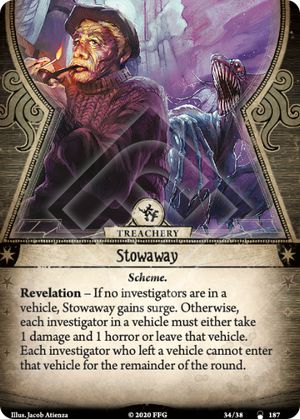 TREACHERY
Stowaway
Scheme.
Revelation – If no investigators are in a
vehicle, Stowaway gains surge. Otherwise,
each investigator in a vehicle must either take
1 damage and 1 horror or leave that vehicle.
Each investigator who left a vehicle cannot enter
that vehicle for the remainder of the round.
Illus. Jacob Atienza © 2020 FFG 34/38 187